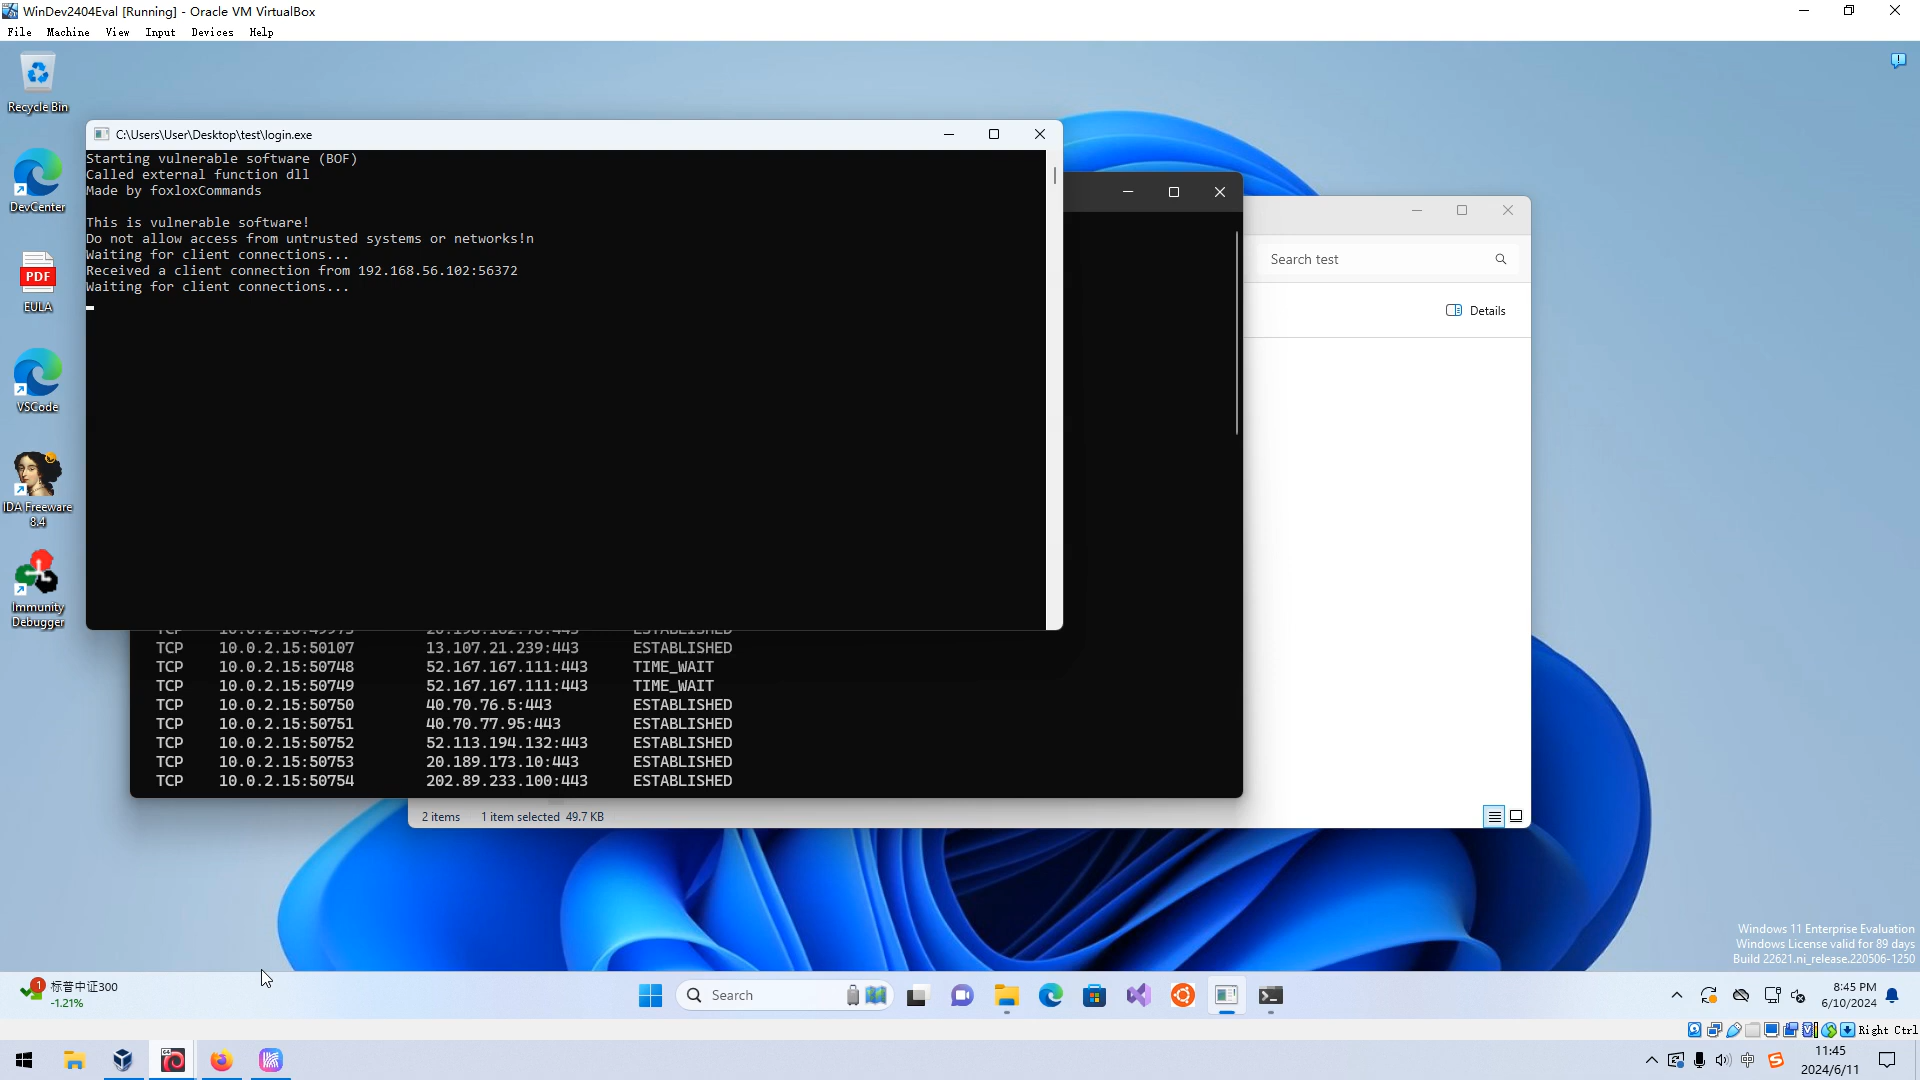 WinDev2404Eval [Running] - Oracle VM VirtualBox
File Machine View Input Devices Help
Recycle Bin
DevCenter
EULA
VSCode
IDA Freeware 8.4
Immunity Debugger
C:\Users\User\Desktop\test\login.exe
Starting vulnerable software (BOF)
Called external function dll
Made by foxloxCommands
This is vulnerable software!
Do not allow access from untrusted systems or networks!n
Waiting for client connections...
Received a client connection from 192.168.56.102:56372
Waiting for client connections...
TCP 10.0.2.15:50107 13.107.21.239:443 ESTABLISHED
TCP 10.0.2.15:50748 52.167.167.111:443 TIME_WAIT
TCP 10.0.2.15:50749 52.167.167.111:443 TIME_WAIT
TCP 10.0.2.15:50750 40.70.76.5:443 ESTABLISHED
TCP 10.0.2.15:50751 40.70.77.95:443 ESTABLISHED
TCP 10.0.2.15:50752 52.113.194.132:443 ESTABLISHED
TCP 10.0.2.15:50753 20.189.173.10:443 ESTABLISHED
TCP 10.0.2.15:50754 202.89.233.100:443 ESTABLISHED
Search test
Details
2 items 1 item selected 49.7 KB
PDF
Windows 11 Enterprise Evaluation
Windows License valid for 89 days
Build 22621.ni_release.220506-1250
1
标普中证300
-1.21%
Search
8:45 PM
6/10/2024
Right Ctrl
中
11:45
2024/6/11